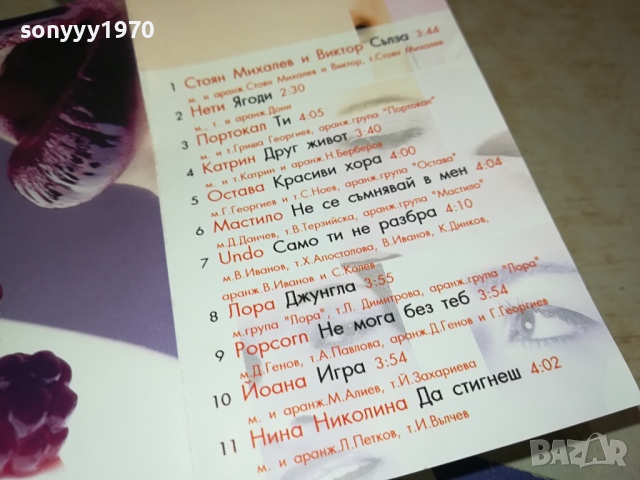 sonyyy1970
1 Стоян Михалев и Виктор Сълза 3:44
м. и аранж.Стоян Михалев и Виктор, т.Стоян Михалев
2 Нети Ягоди 2:30
м., т. и аранж.Дони
3 Портокал Ти 4:05
м. и т.Гриша Георгиев, аранж.група "Портокал"
4 Катрин Друг живот 3:40
м. и т.Катрин и аранж.Н.Берберов
5 Остава Красиви хора 4:00
м.Г.Георгиев и т.С.Ноев, аранж.група "Остава"
6 Мастило Не се съмнявай в мен 4:04
м.Д.Данчев, т.В.Терзийска, аранж.група "Мастило"
7 Undo Само ти не разбра 4:10
м.В.Иванов, т.Х.Апостолова, В.Иванов, К.Динков,
аранж.В.Иванов и С.Колев
8 Лора Джунгла 3:55
м.група "Лора", т.Л. Димитрова, аранж.група "Лора"
9 Popcorn Не мога без теб 3:54
м.Д.Генов, т.А.Павлова, аранж.Д.Генов и Г.Георгиев
10 Йоана Игра 3:54
м. и аранж.М.Алиев, т.Й.Захариева
11 Нина Николина Да стигнеш 4:02
м. и аранж.Л.Петков, т.И.Вълчев
BAZAR